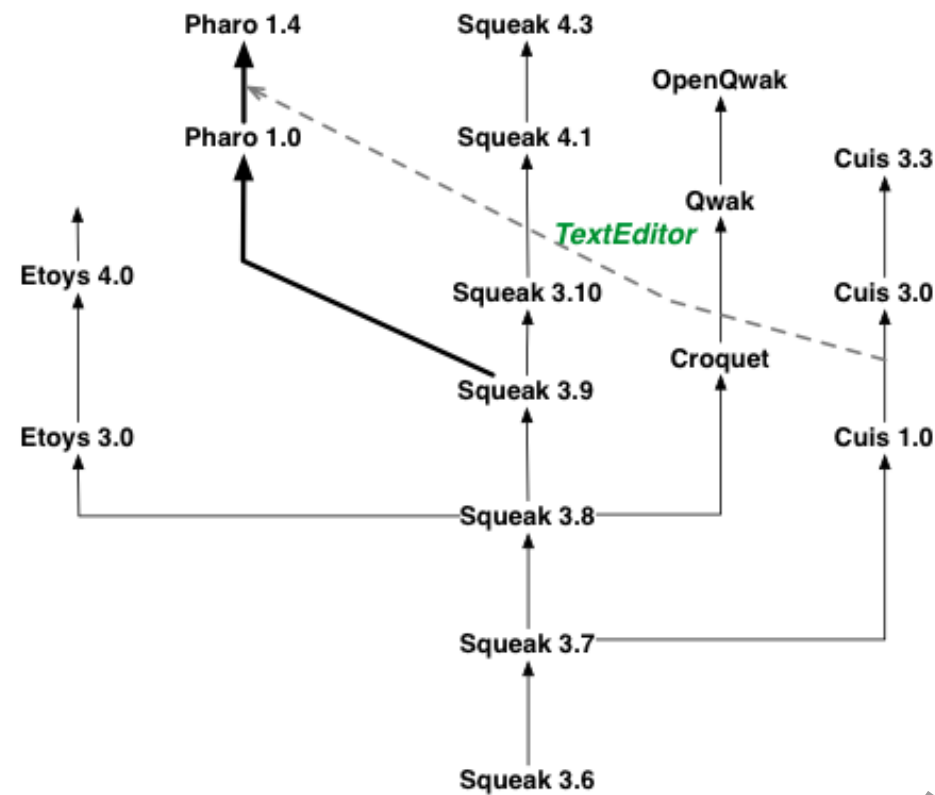 Pharo 1.4
Squeak 4.3
OpenQwak
Pharo 1.0
Squeak 4.1
Cuis 3.3
Qwak
TextEditor
Etoys 4.0
Squeak 3.10
Cuis 3.0
Croquet
Squeak 3.9
Etoys 3.0
Cuis 1.0
Squeak 3.8
Squeak 3.7
Squeak 3.6